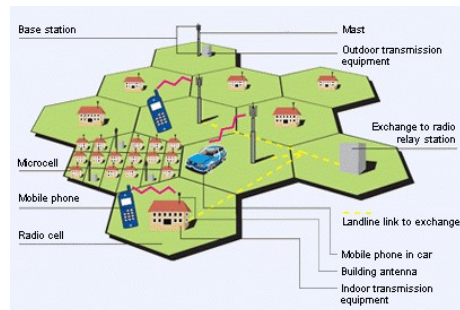 Base station
Mast
Outdoor transmission
equipment
Exchange to radio
relay station
Microcell
Mobile phone
Landline link to exchange
Radio cell
Mobile phone in car
Building antenna
Indoor transmission
equipment